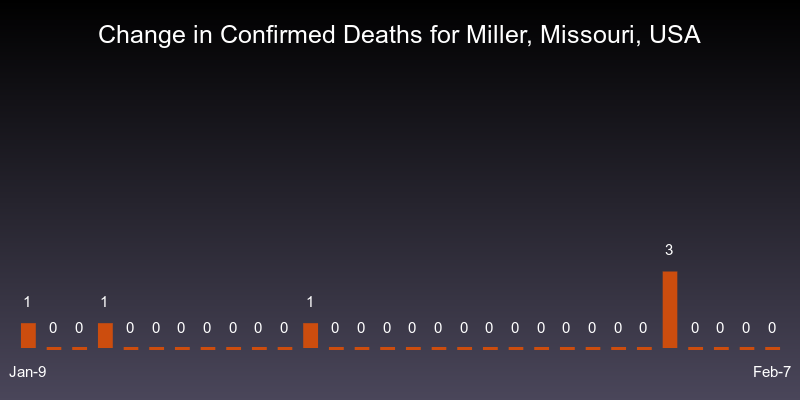 Change in Confirmed Deaths for Miller, Missouri, USA
3
1 1 1
0 0 0 0 0 0 0 0 0 0 0 0 0 0 0 0 0 0 0 0 0 0 0 0 0 0
Jan-9 Feb-7